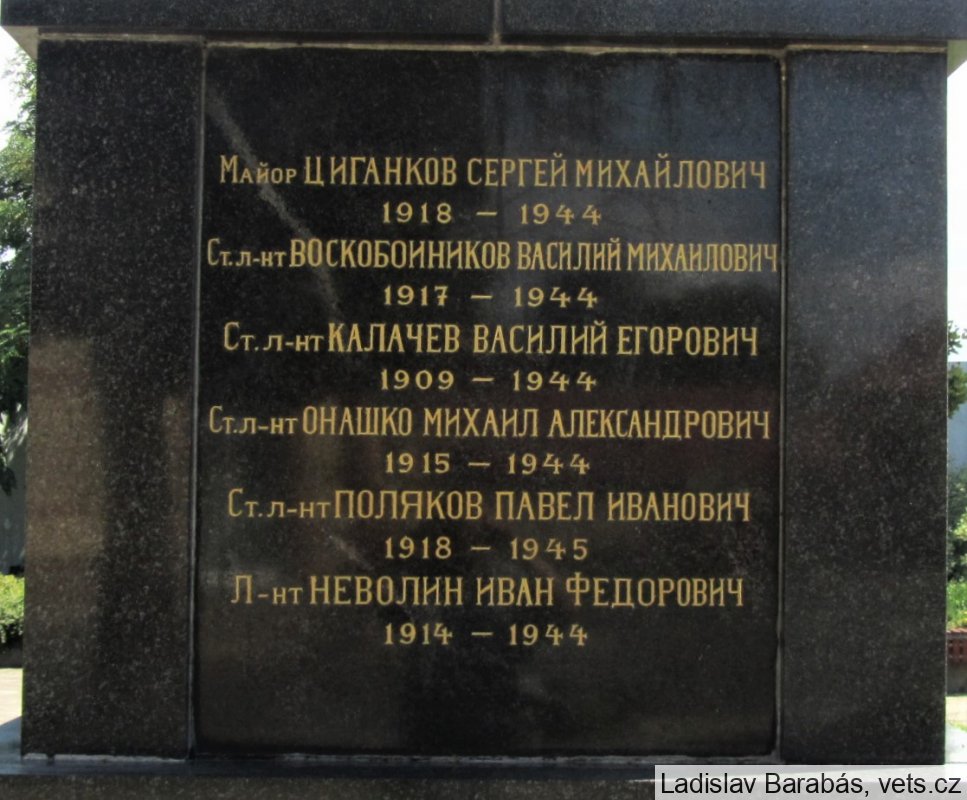 Майор ЦИГАНКОВ СЕРГЕЙ МИХАЙЛОВИЧ
1918 – 1944
Ст.л-нт ВОСКОБОИНИКОВ ВАСИЛИЙ МИХАИЛОВИЧ
1917 – 1944
Ст.л-нт КАЛАЧЕВ ВАСИЛИЙ ЕГОРОВИЧ
1909 – 1944
Ст.л-нт ОНАШКО МИХАИЛ АЛЕКСАНДРОВИЧ
1915 – 1944
Ст.л-нт ПОЛЯКОВ ПАВЕЛ ИВАНОВИЧ
1918 – 1945
Л-нт НЕВОЛИН ИВАН ФЕДОРОВИЧ
1914 – 1944
Ladislav Barabás, vets.cz